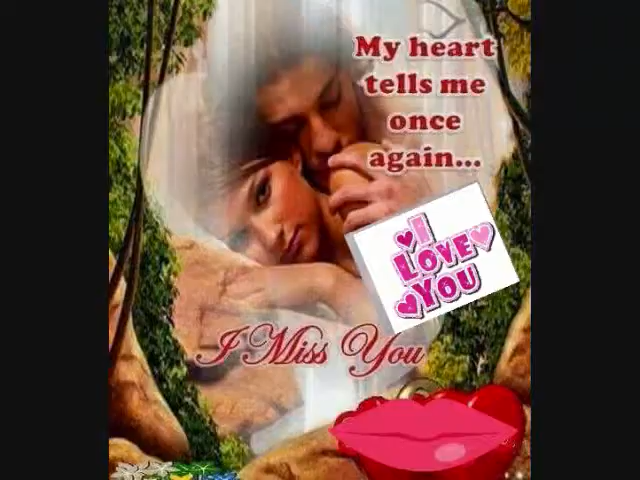 My heart
tells me
once
again...
I
LOVE
YOU
I Miss You